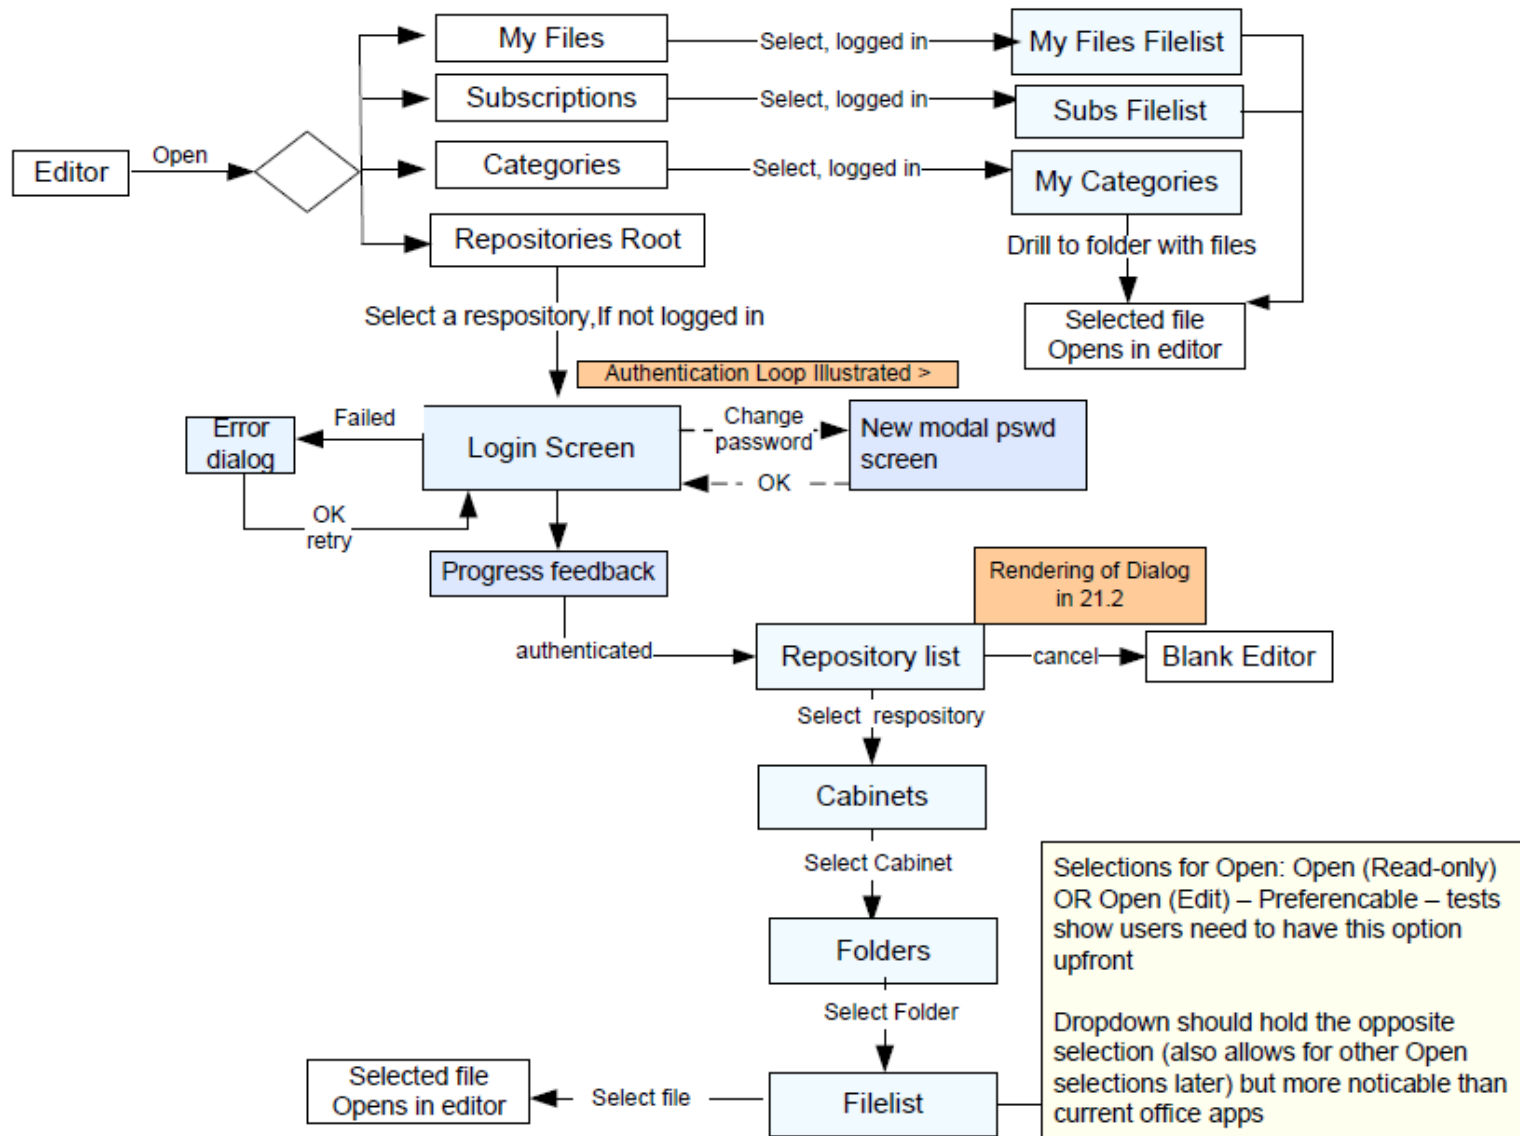 My Files
Select, logged in
My Files Filelist
Subscriptions
Select, logged in
Subs Filelist
Editor
Open
Categories
Select, logged in
My Categories
Repositories Root
Drill to folder with files
Select a respository,If not logged in
Selected file
Opens in editor
Authentication Loop Illustrated >
Error
dialog
Failed
Login Screen
Change
password
New modal pswd
screen
OK
OK
retry
Progress feedback
Rendering of Dialog
in 21.2
authenticated
Repository list
cancel
Blank Editor
Select respository
Cabinets
Select Cabinet
Folders
Select Folder
Selected file
Opens in editor
Select file
Filelist
Selections for Open: Open (Read-only)
OR Open (Edit) – Preferencable – tests
show users need to have this option
upfront
Dropdown should hold the opposite
selection (also allows for other Open
selections later) but more noticable than
current office apps